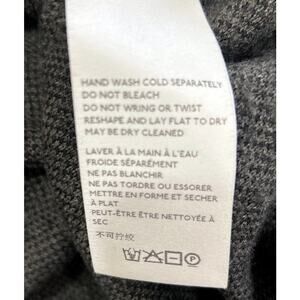 HAND WASH COLD SEPARATELY
DO NOT BLEACH
DO NOT WRING OR TWIST
RESHAPE AND LAY FLAT TO DRY
MAY BE DRY CLEANED
LAVER À LA MAIN À L'EAU
FROIDE SÉPARÉMENT
NE PAS BLANCHIR
NE PAS TORDRE OU ESSORER
METTRE EN FORME ET SECHER
À PLAT
PEUT-ÊTRE ÊTRE NETTOYÉE À
SEC
不可拧绞